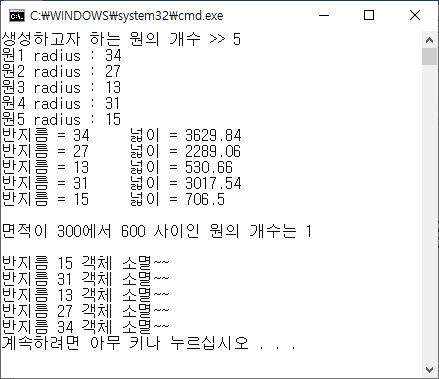 C:₩WINDOWS₩system32₩cmd.exe
생성하고자 하는 원의 개수 >> 5
원1 radius : 34
원2 radius : 27
원3 radius : 13
원4 radius : 31
원5 radius : 15
반지름 = 34 넓이 = 3629.84
반지름 = 27 넓이 = 2289.06
반지름 = 13 넓이 = 530.66
반지름 = 31 넓이 = 3017.54
반지름 = 15 넓이 = 706.5
면적이 300에서 600 사이인 원의 개수는 1
반지름 15 객체 소멸~~
반지름 31 객체 소멸~~
반지름 13 객체 소멸~~
반지름 27 객체 소멸~~
반지름 34 객체 소멸~~
계속하려면 아무 키나 누르십시오 . . .